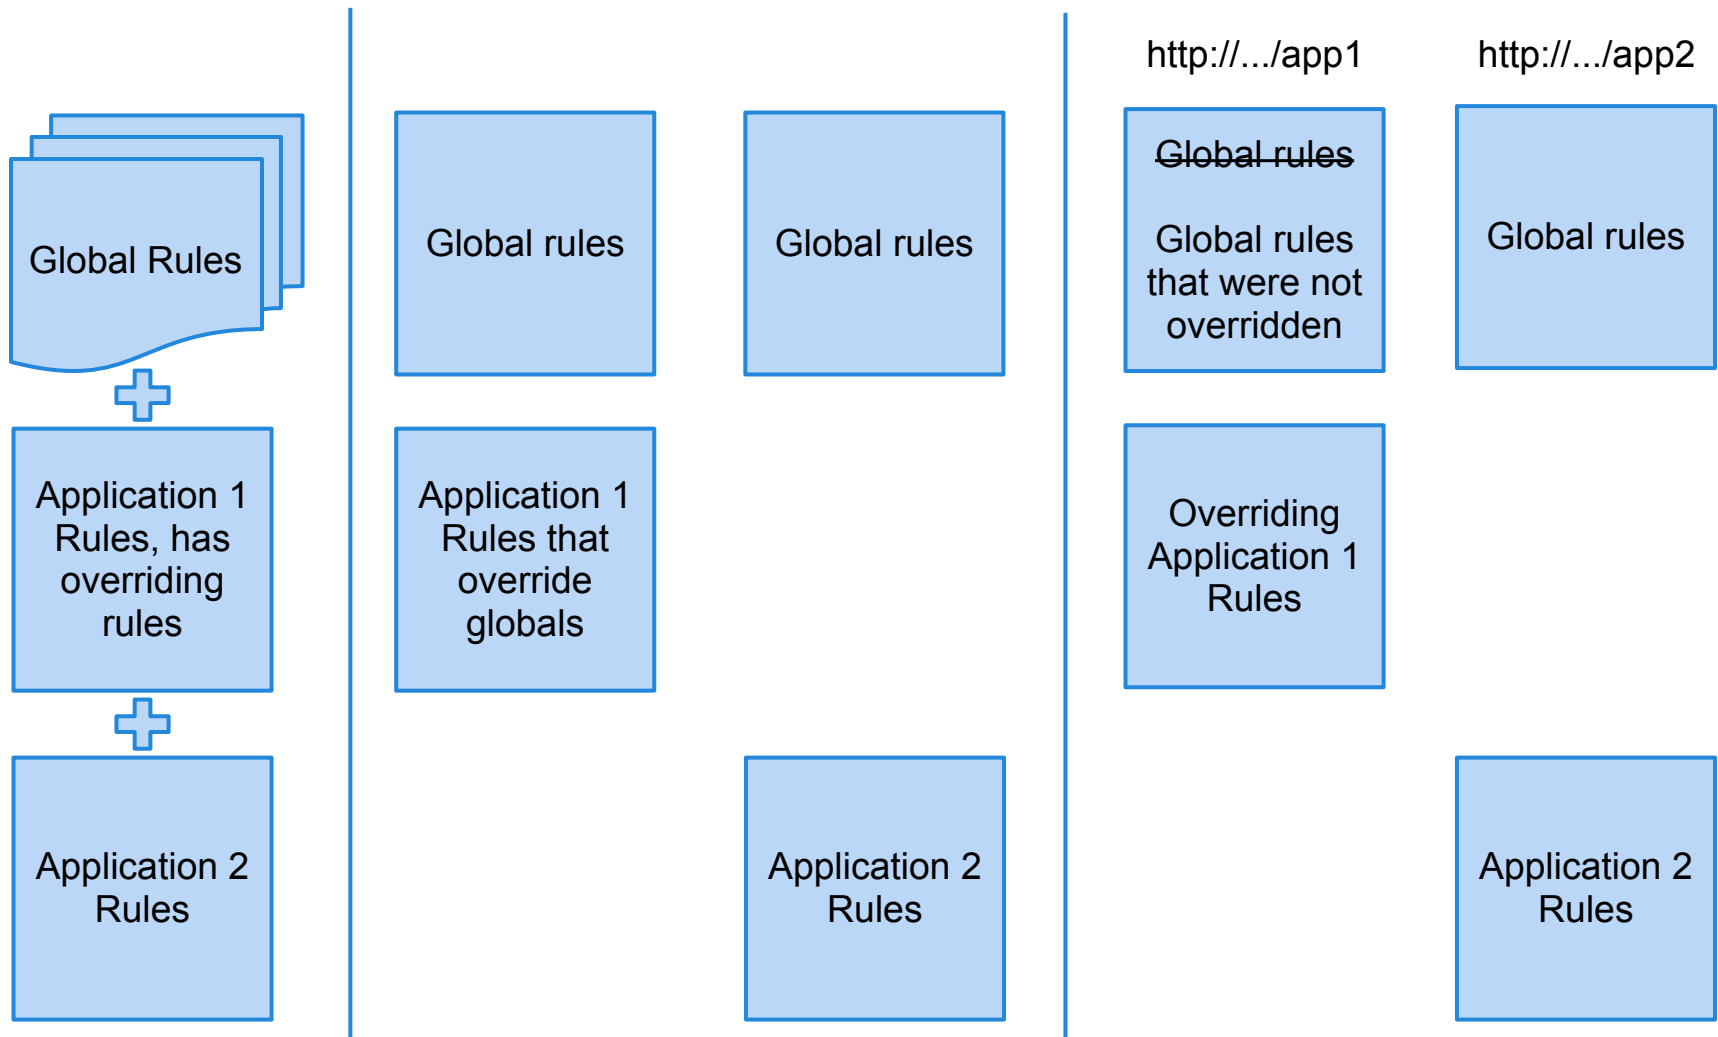 Global Rules
Application 1
Rules, has
overriding
rules
Application 2
Rules
Global rules
Global rules
Application 1
Rules that
override
globals
Application 2
Rules
http://.../app1
http://.../app2
Global rules
Global rules
that were not
overridden
Global rules
Overriding
Application 1
Rules
Application 2
Rules